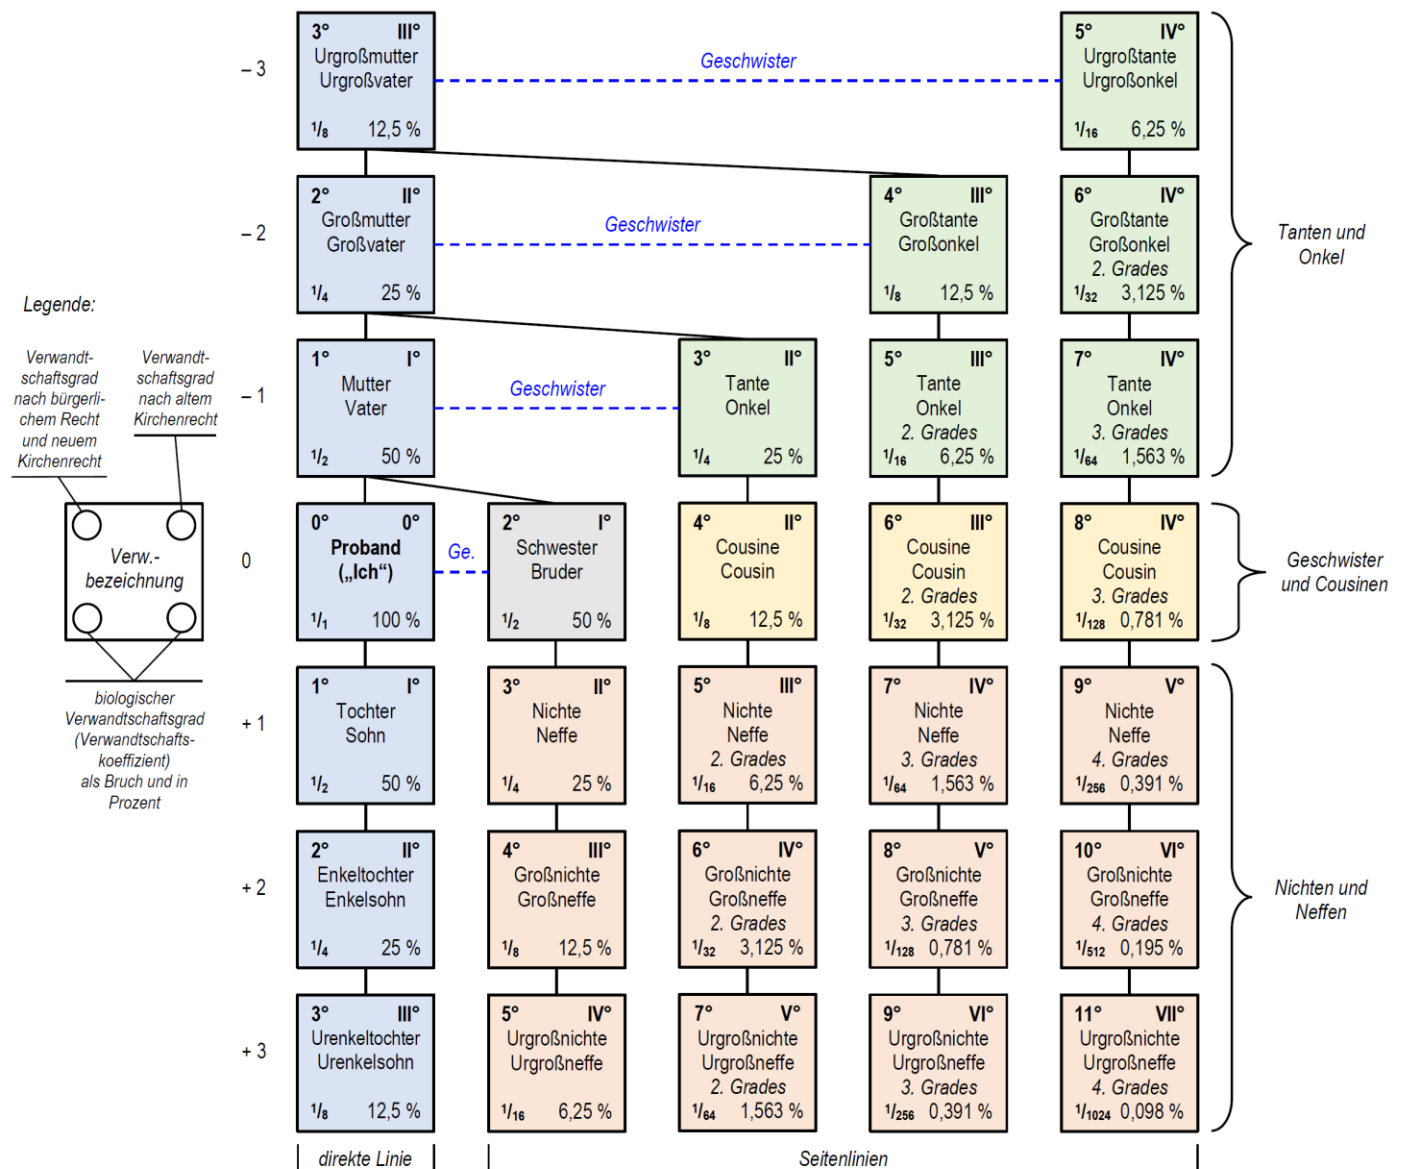 – 3
3° III°
Urgroßmutter
Urgroßvater
1/8 12,5 %
Geschwister
5° IV°
Urgroßtante
Urgroßonkel
1/16 6,25 %
– 2
2° II°
Großmutter
Großvater
1/4 25 %
Geschwister
4° III°
Großtante
Großonkel
1/8 12,5 %
6° IV°
Großtante
Großonkel
2. Grades
1/32 3,125 %
Tanten und
Onkel
Legende:
Verwandt-
schaftsgrad
nach bürgerli-
chem Recht
und neuem
Kirchenrecht
Verwandt-
schaftsgrad
nach altem
Kirchenrecht
Verw.-
bezeichnung
biologischer
Verwandtschaftsgrad
(Verwandtschafts-
koeffizient)
als Bruch und in
Prozent
– 1
1° I°
Mutter
Vater
1/2 50 %
Geschwister
3° II°
Tante
Onkel
1/4 25 %
5° III°
Tante
Onkel
2. Grades
1/16 6,25 %
7° IV°
Tante
Onkel
3. Grades
1/64 1,563 %
0
0° 0°
Proband
(„Ich“)
1/1 100 %
Ge.
2° I°
Schwester
Bruder
1/2 50 %
4° II°
Cousine
Cousin
1/8 12,5 %
6° III°
Cousine
Cousin
2. Grades
1/32 3,125 %
8° IV°
Cousine
Cousin
3. Grades
1/128 0,781 %
Geschwister
und Cousinen
+ 1
1° I°
Tochter
Sohn
1/2 50 %
3° II°
Nichte
Neffe
1/4 25 %
5° III°
Nichte
Neffe
2. Grades
1/16 6,25 %
7° IV°
Nichte
Neffe
3. Grades
1/64 1,563 %
9° V°
Nichte
Neffe
4. Grades
1/256 0,391 %
+ 2
2° II°
Enkeltochter
Enkelsohn
1/4 25 %
4° III°
Großnichte
Großneffe
1/8 12,5 %
6° IV°
Großnichte
Großneffe
2. Grades
1/32 3,125 %
8° V°
Großnichte
Großneffe
3. Grades
1/128 0,781 %
10° VI°
Großnichte
Großneffe
4. Grades
1/512 0,195 %
Nichten und
Neffen
+ 3
3° III°
Urenkeltochter
Urenkelsohn
1/8 12,5 %
5° IV°
Urgroßnichte
Urgroßneffe
1/16 6,25 %
7° V°
Urgroßnichte
Urgroßneffe
2. Grades
1/64 1,563 %
9° VI°
Urgroßnichte
Urgroßneffe
3. Grades
1/256 0,391 %
11° VII°
Urgroßnichte
Urgroßneffe
4. Grades
1/1024 0,098 %
direkte Linie
Seitenlinien